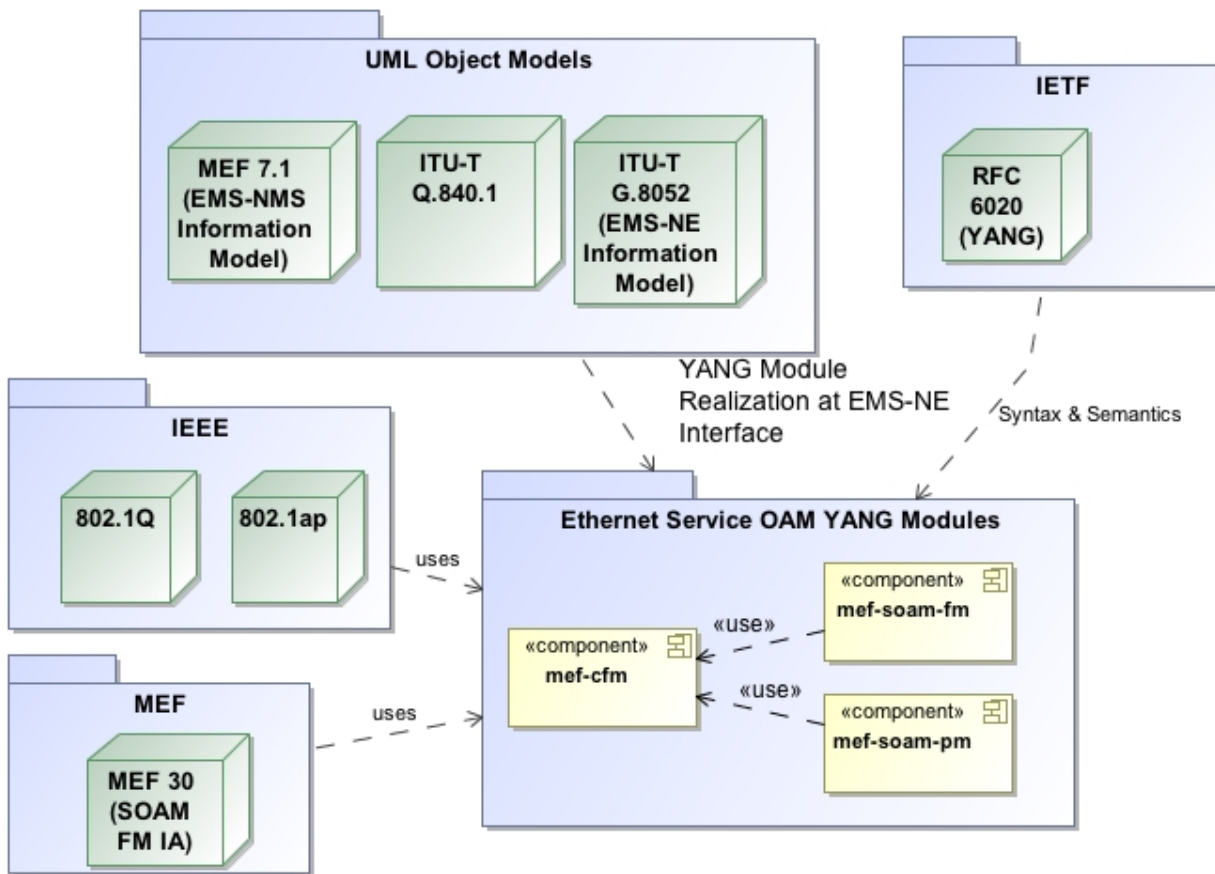 UML Object Models
MEF 7.1
(EMS-NMS
Information
Model)
ITU-T
Q.840.1
ITU-T
G.8052
(EMS-NE
Information
Model)
IETF
RFC
6020
(YANG)
YANG Module
Realization at EMS-NE
Interface
Syntax & Semantics
IEEE
802.1Q
802.1ap
uses
MEF
MEF 30
(SOAM
FM IA)
uses
Ethernet Service OAM YANG Modules
«component»
mef-cfm
«use»
«use»
«component»
mef-soam-fm
«component»
mef-soam-pm